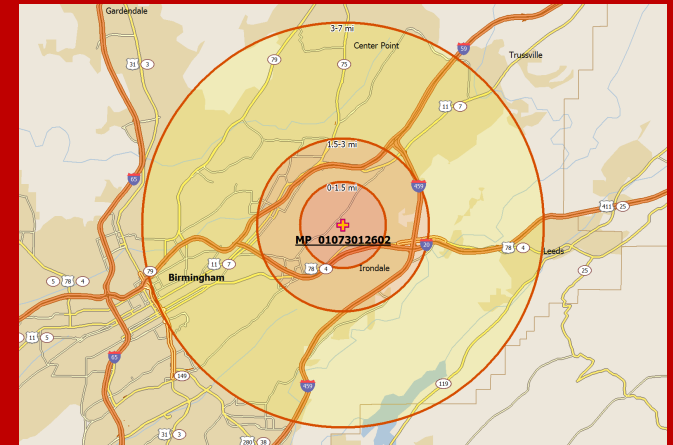 Gardendale
3-7 mi
Center Point
59
Trussville
31 3
79
75
11 7
1.5-3 mi
65
0-1.5 mi
459
411 25
MP_01073012602
20
78 4
Leeds
11 7
78 4
Irondale
79
Birmingham
25
5 78 4
11 5
65
149
459
119
31 3
280 38